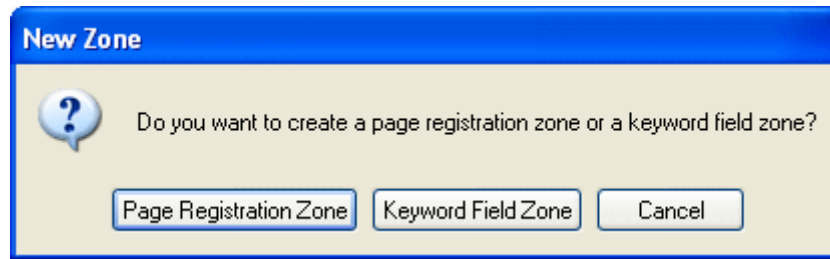 New Zone
Do you want to create a page registration zone or a keyword field zone?
Page Registration Zone Keyword Field Zone Cancel